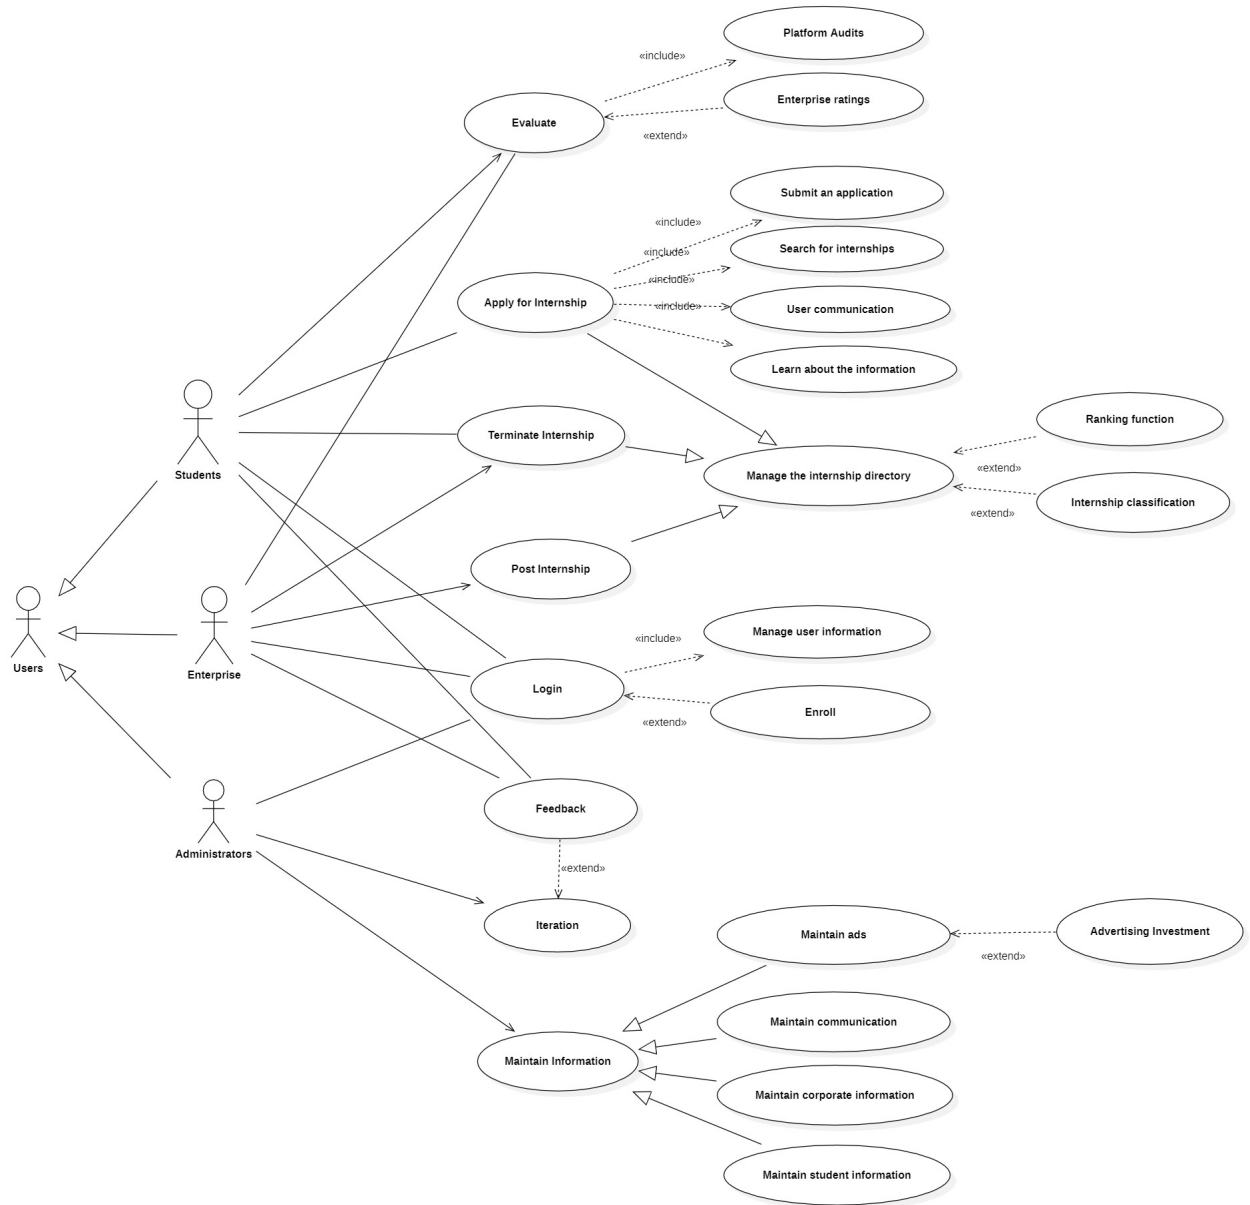 Platform Audits
«include»
Enterprise ratings
Evaluate
«extend»
Submit an application
«include»
Search for internships
«include»
«include»
Apply for Internship
«include»
User communication
Learn about the information
Ranking function
Students
Terminate Internship
Manage the internship directory
«extend»
Internship classification
«extend»
Post Internship
Users
Enterprise
Manage user information
«include»
Login
Enroll
«extend»
Feedback
Administrators
«extend»
Iteration
Maintain ads
Advertising Investment
«extend»
Maintain communication
Maintain Information
Maintain corporate information
Maintain student information